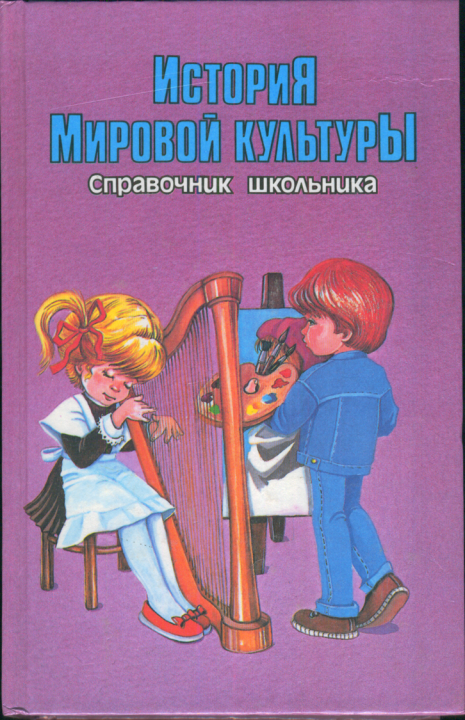 ИсториЯ
Мировой КультурЫ
Справочник школьника